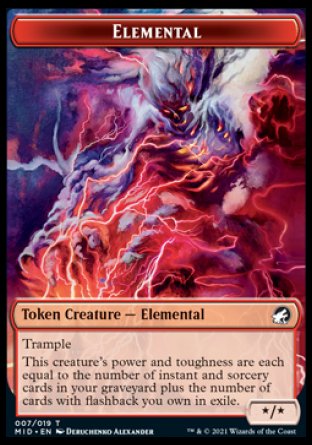 Elemental
Token Creature — Elemental
Trample
This creature's power and toughness are each
equal to the number of instant and sorcery
cards in your graveyard plus the number of
cards with flashback you own in exile.
*/*
007/019 T
MID • EN Deruchenko Alexander
™ & © 2021 Wizards of the Coast